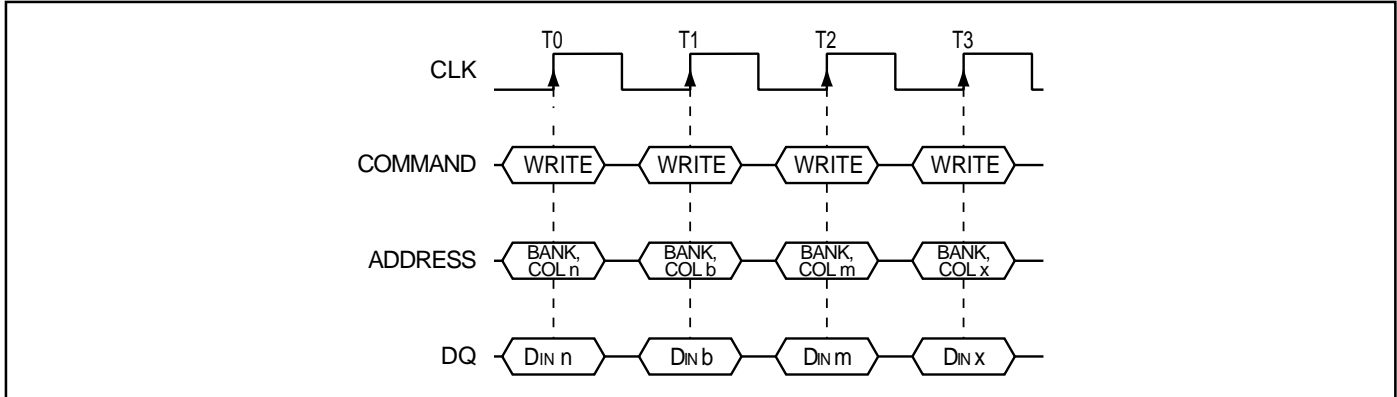 T0 T1 T2 T3
CLK
COMMAND WRITE WRITE WRITE WRITE
ADDRESS BANK, COL n BANK, COL b BANK, COL m BANK, COL x
DQ DIN n DIN b DIN m DIN x